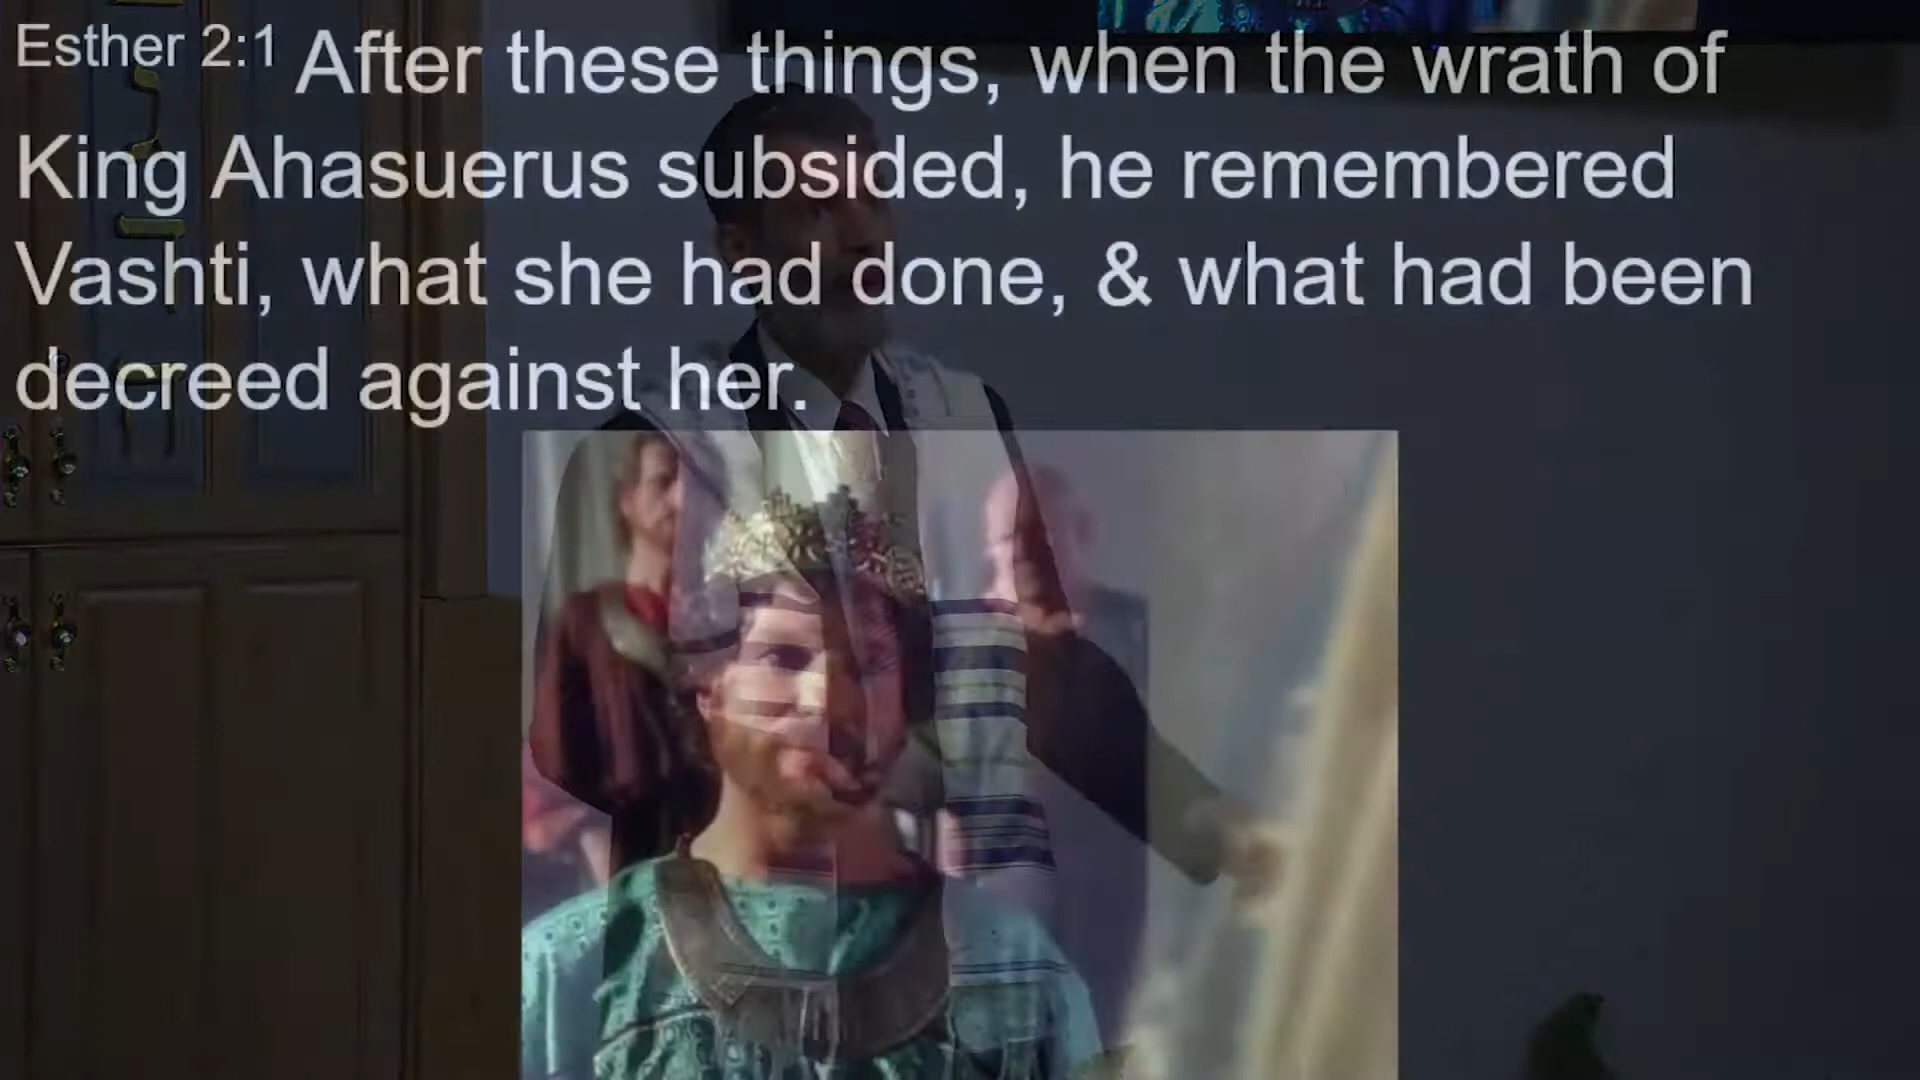 Esther 2:1 After these things, when the wrath of
King Ahasuerus subsided, he remembered
Vashti, what she had done, & what had been
decreed against her.